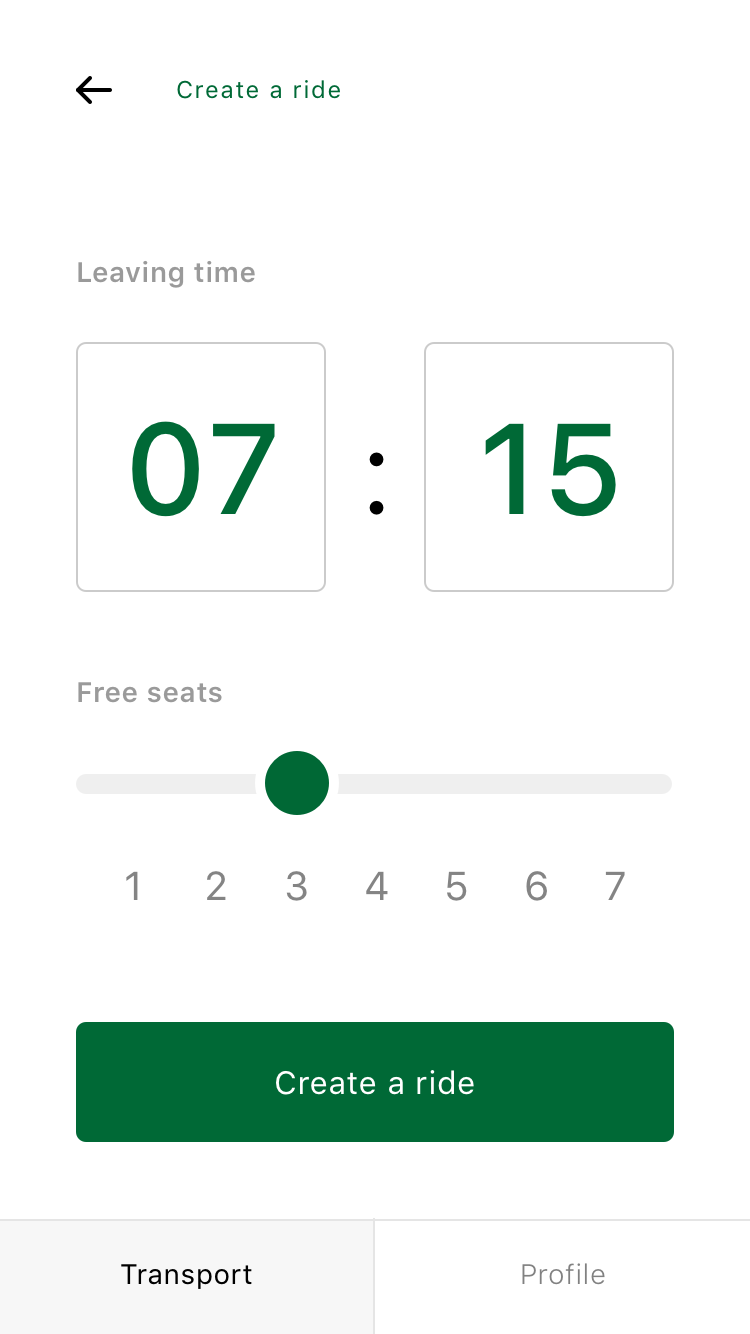 Create a ride
Leaving time
07 : 15
Free seats
1 2 3 4 5 6 7
Create a ride
Transport Profile